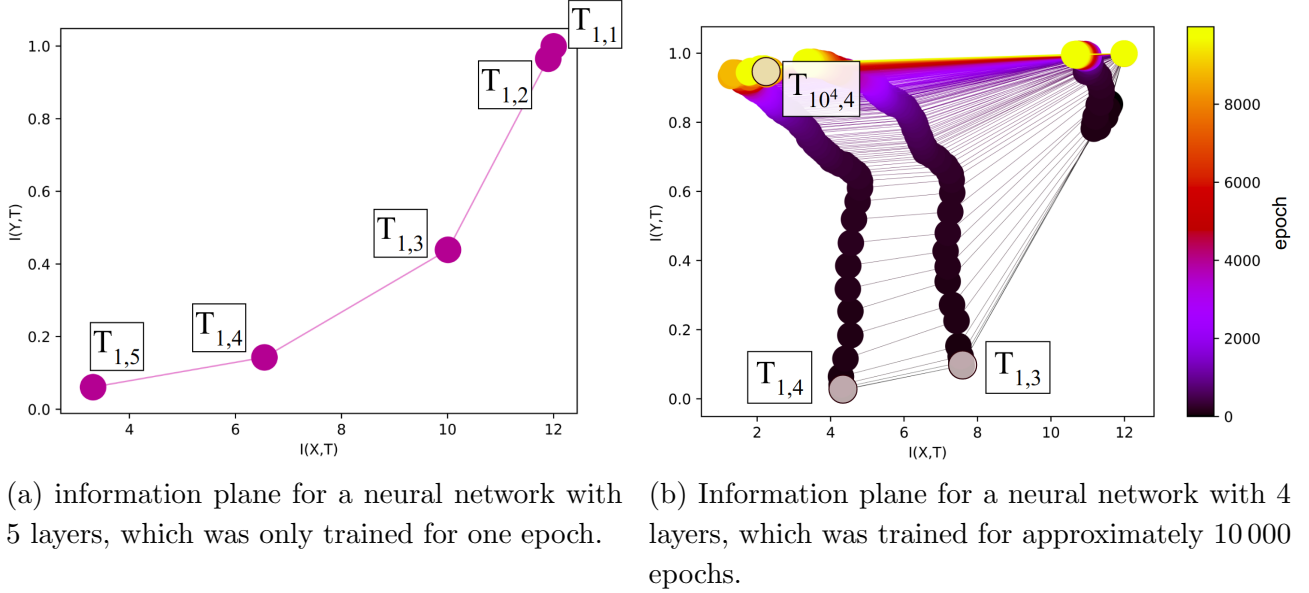 T1,1
1.0
T1,2
0.8
0.6
I(Y,T)
T1,3
0.4
T1,4
0.2
T1,5
0.0
4
6
8
10
12
I(X,T)
(a) information plane for a neural network with
5 layers, which was only trained for one epoch.
1.0
T10^4,4
0.8
0.6
I(Y,T)
0.4
0.2
T1,4
T1,3
0.0
2
4
6
8
10
12
I(X,T)
8000
6000
4000
2000
0
epoch
(b) Information plane for a neural network with 4
layers, which was trained for approximately 10 000
epochs.